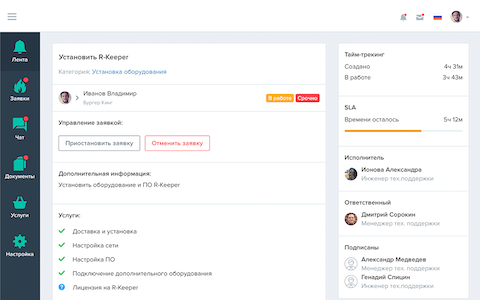 Лента
Заявки
Чат
Документы
Услуги
Настройка
Установить R-Keeper
Категория: Установка оборудования
Иванов Владимир
Бургер Кинг
В работе
Срочно
Управление заявкой:
Приостановить заявку
Отменить заявку
Дополнительная информация:
Установить оборудование и ПО R-Keeper
Услуги:
Доставка и установка
Настройка сети
Настройка ПО
Подключение дополнительного оборудования
Лицензия на R-Keeper
Тайм-трекинг
Создано 4ч 31м
В работе 3ч 43м
SLA
Времени осталось 5ч 12м
Исполнитель
Ионова Александра
Инженер тех.поддержки
Ответственный
Дмитрий Сорокин
Менеджер тех. поддержки
Подписаны
Александр Медведев
Менеджер тех. поддержки
Генадий Спицин
Инженер тех.поддержки